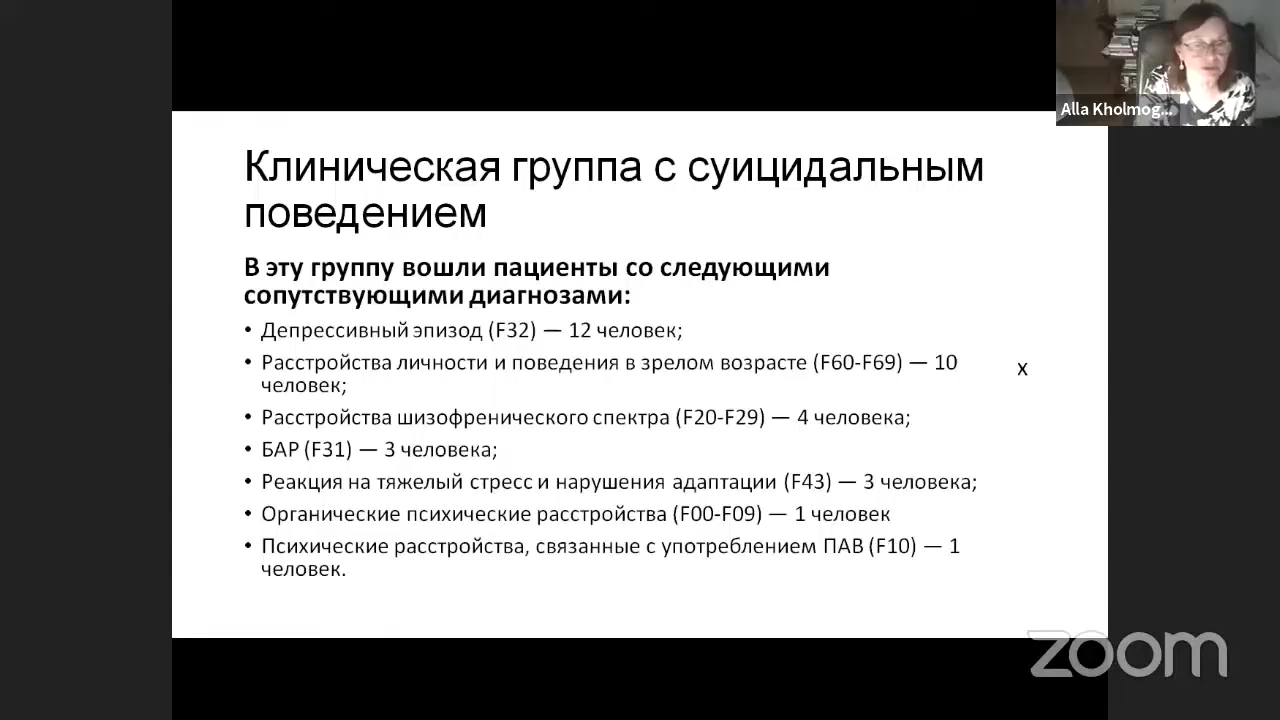 Alla Kholmog...
Клиническая группа с суицидальным
поведением
В эту группу вошли пациенты со следующими
сопутствующими диагнозами:
• Депрессивный эпизод (F32) — 12 человек;
• Расстройства личности и поведения в зрелом возрасте (F60-F69) — 10
человек;
x
• Расстройства шизофренического спектра (F20-F29) — 4 человека;
• БАР (F31) — 3 человека;
• Реакция на тяжелый стресс и нарушения адаптации (F43) — 3 человека;
• Органические психические расстройства (F00-F09) — 1 человек
• Психические расстройства, связанные с употреблением ПАВ (F10) — 1
человек.
zoom